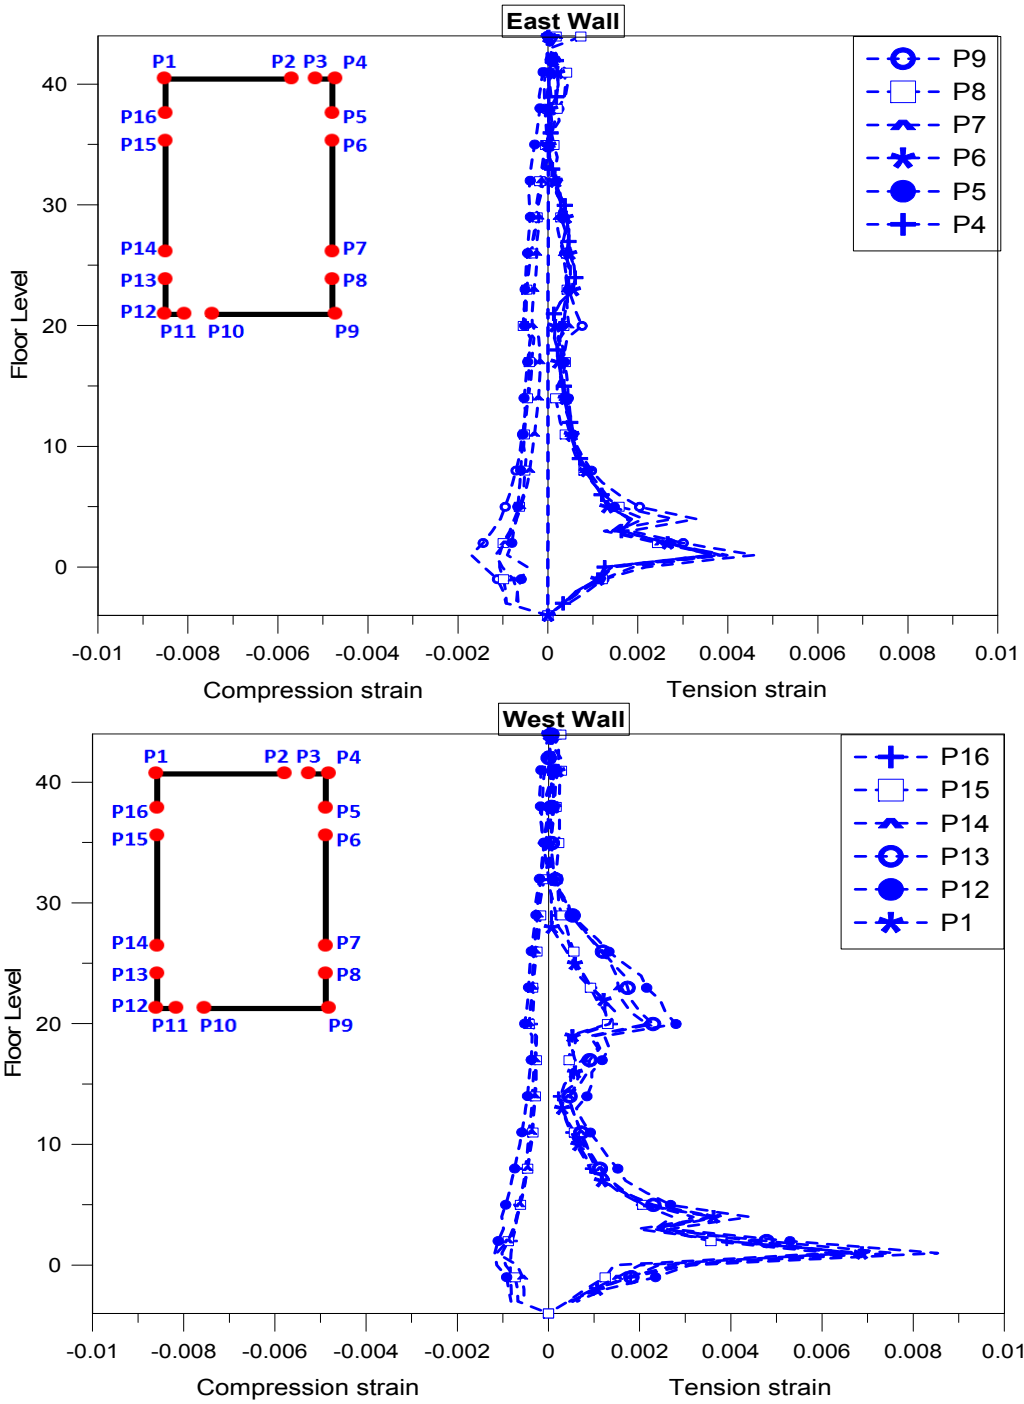 East Wall
P1 P2 P3 P4
P16 P5
P15 P6
P14 P7
P13 P8
P12
P11 P10 P9
P9
P8
P7
P6
P5
P4
40
30
20
10
0
Floor Level
-0.01 -0.008 -0.006 -0.004 -0.002 0 0.002 0.004 0.006 0.008 0.01
Compression strain Tension strain
West Wall
P1 P2 P3 P4
P16 P5
P15 P6
P14 P7
P13 P8
P12
P11 P10 P9
P16
P15
P14
P13
P12
P1
40
30
20
10
0
Floor Level
-0.01 -0.008 -0.006 -0.004 -0.002 0 0.002 0.004 0.006 0.008 0.01
Compression strain Tension strain